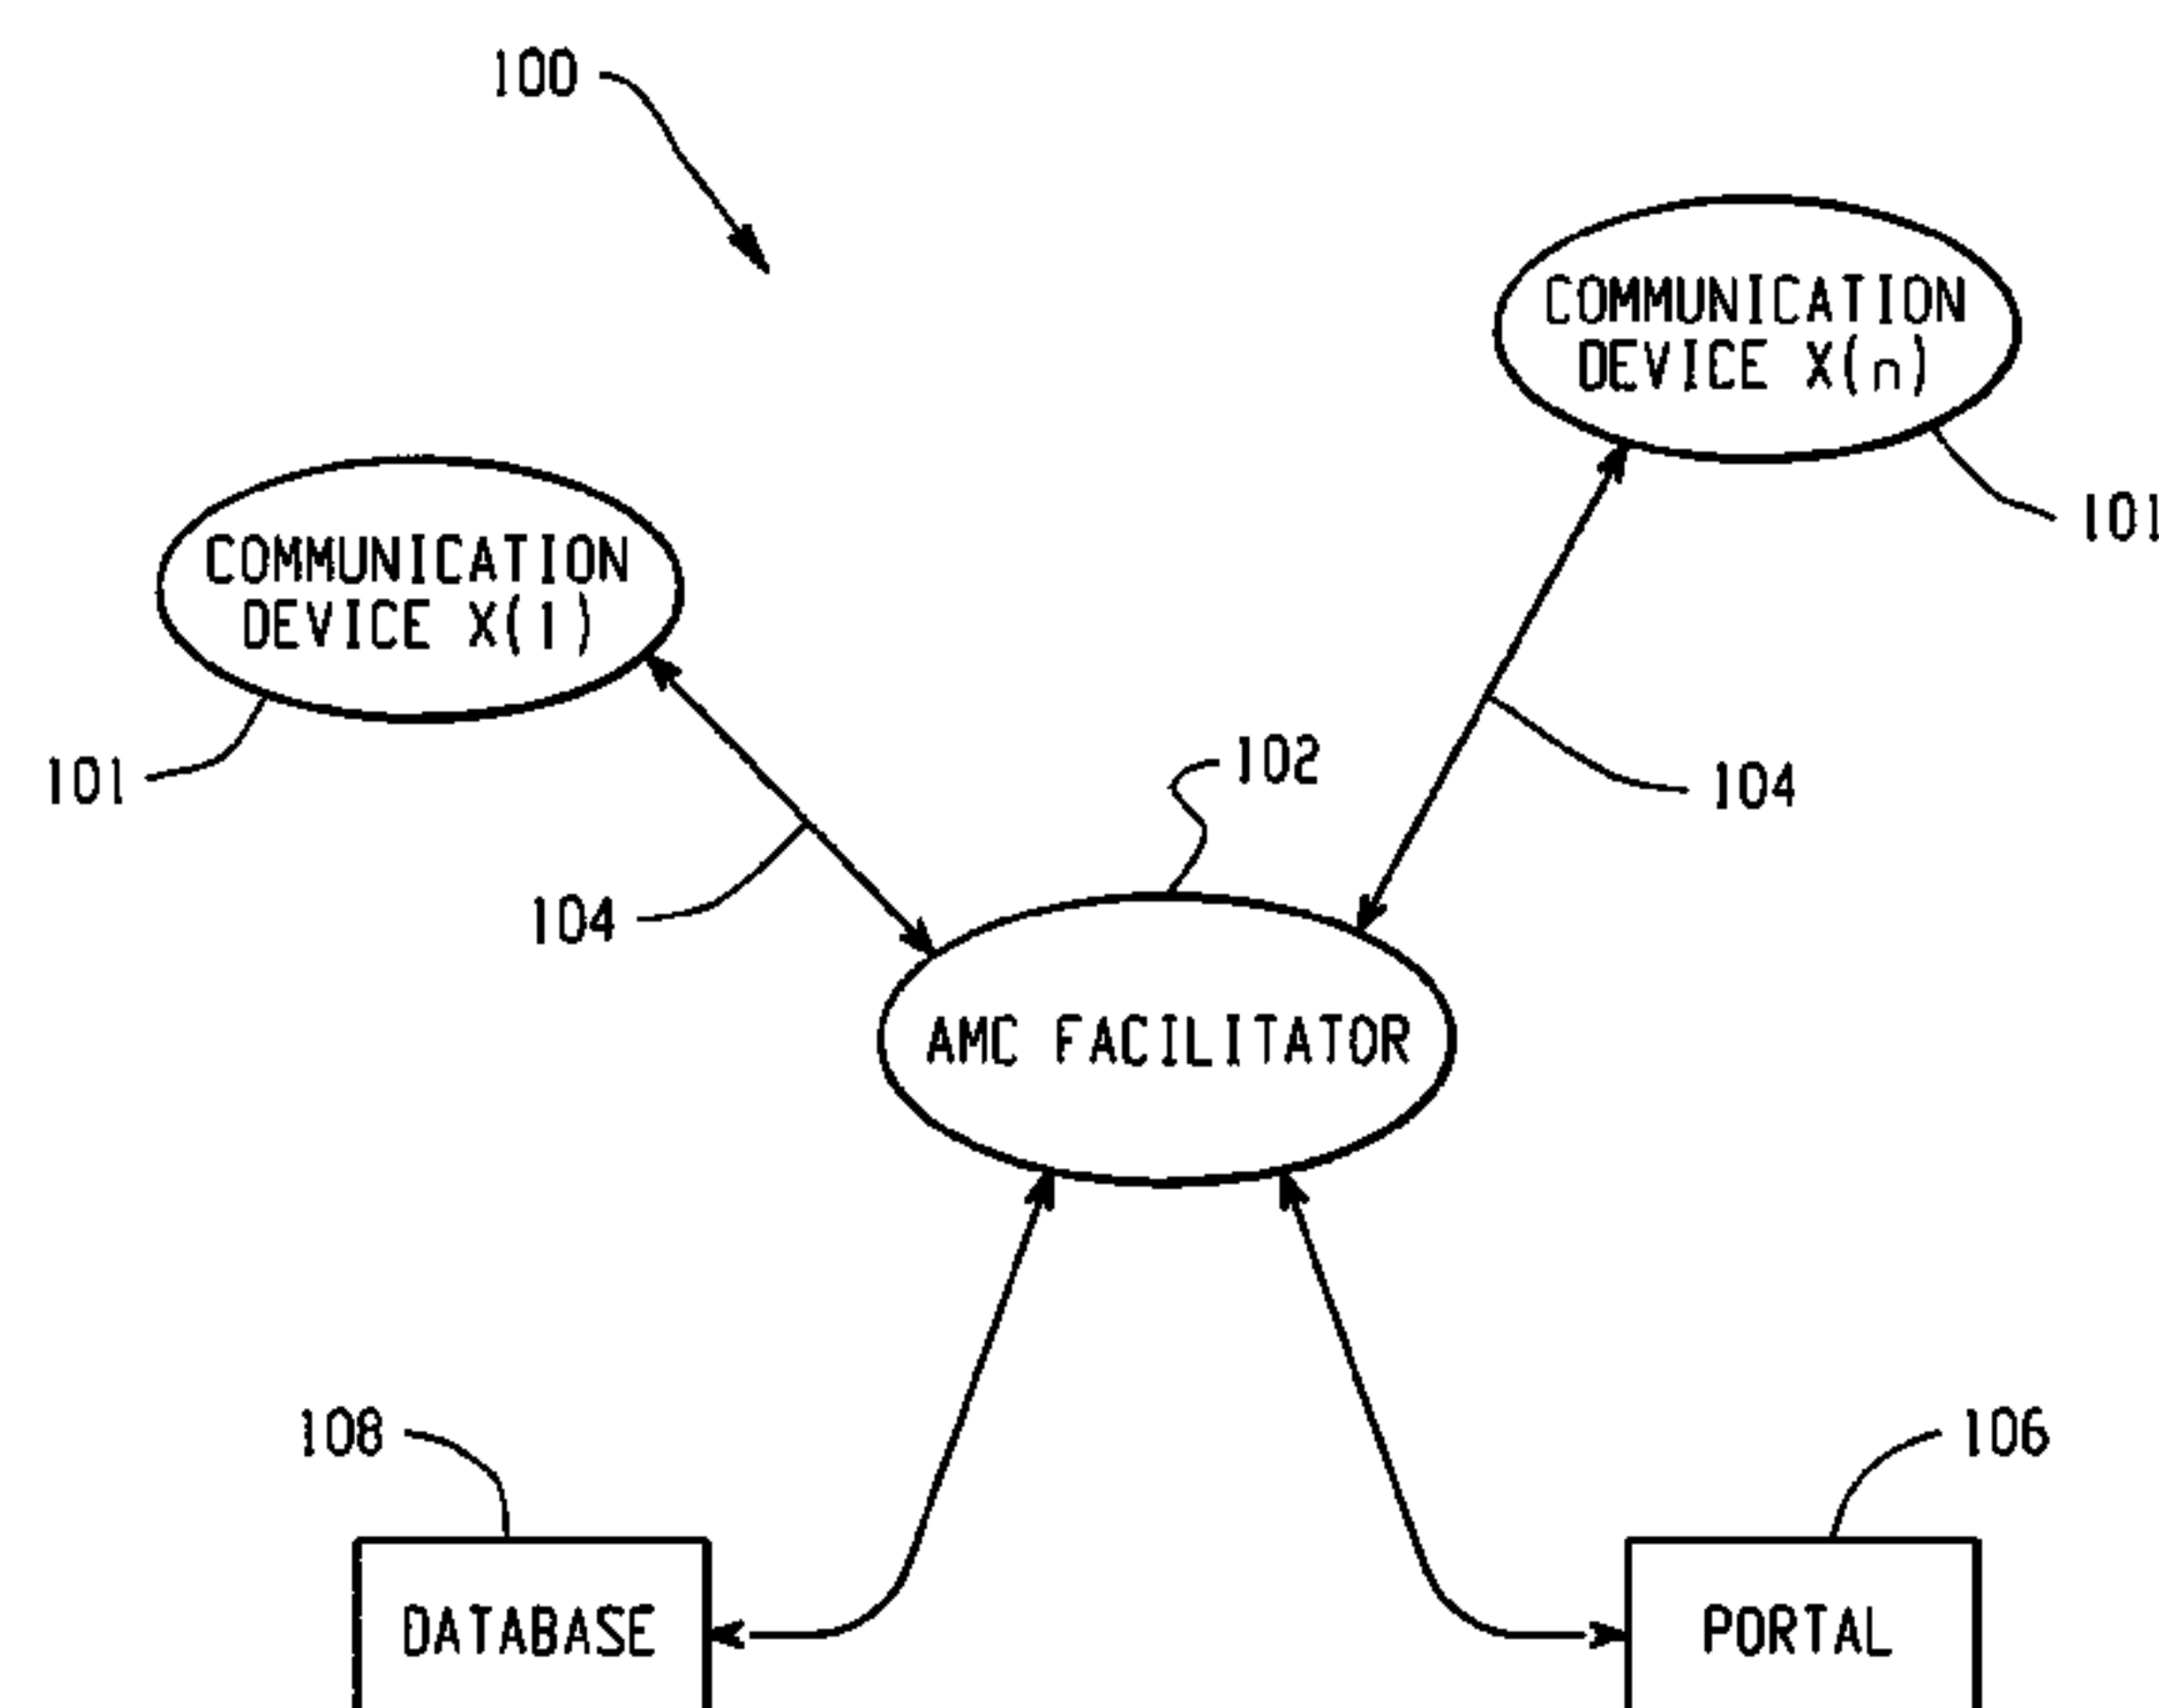 100
COMMUNICATION
DEVICE X(n)
101
COMMUNICATION
DEVICE X(1)
101
102
104
104
AMC FACILITATOR
108
106
DATABASE
PORTAL